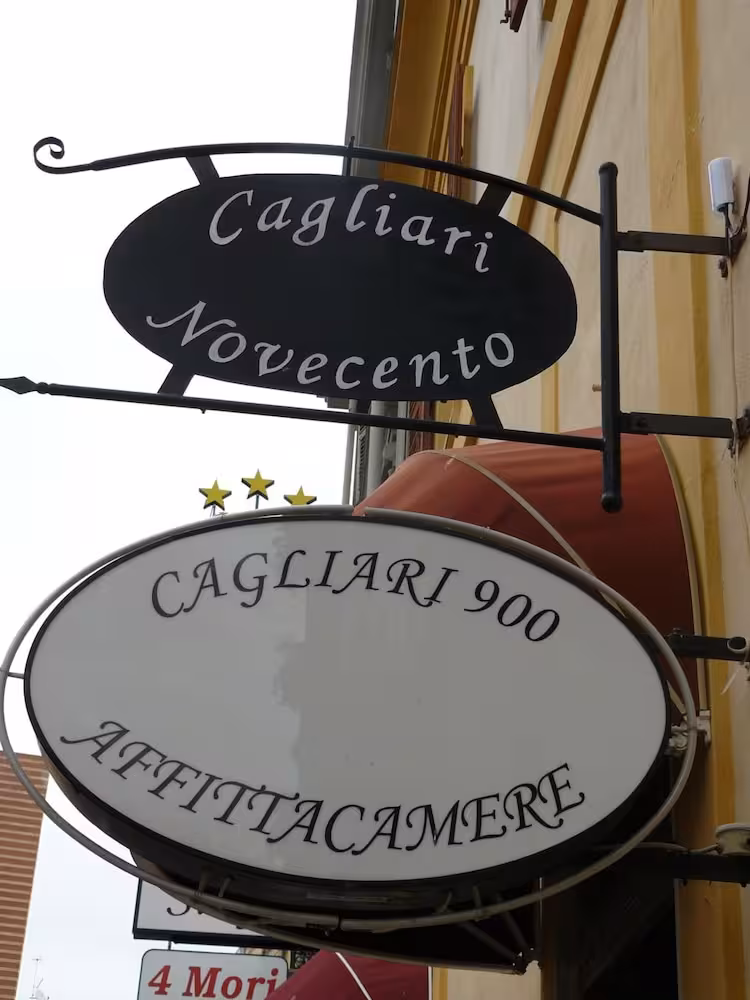 Cagliari
Novecento
CAGLIARI 900
AFFITTACAMERE
4 Mori